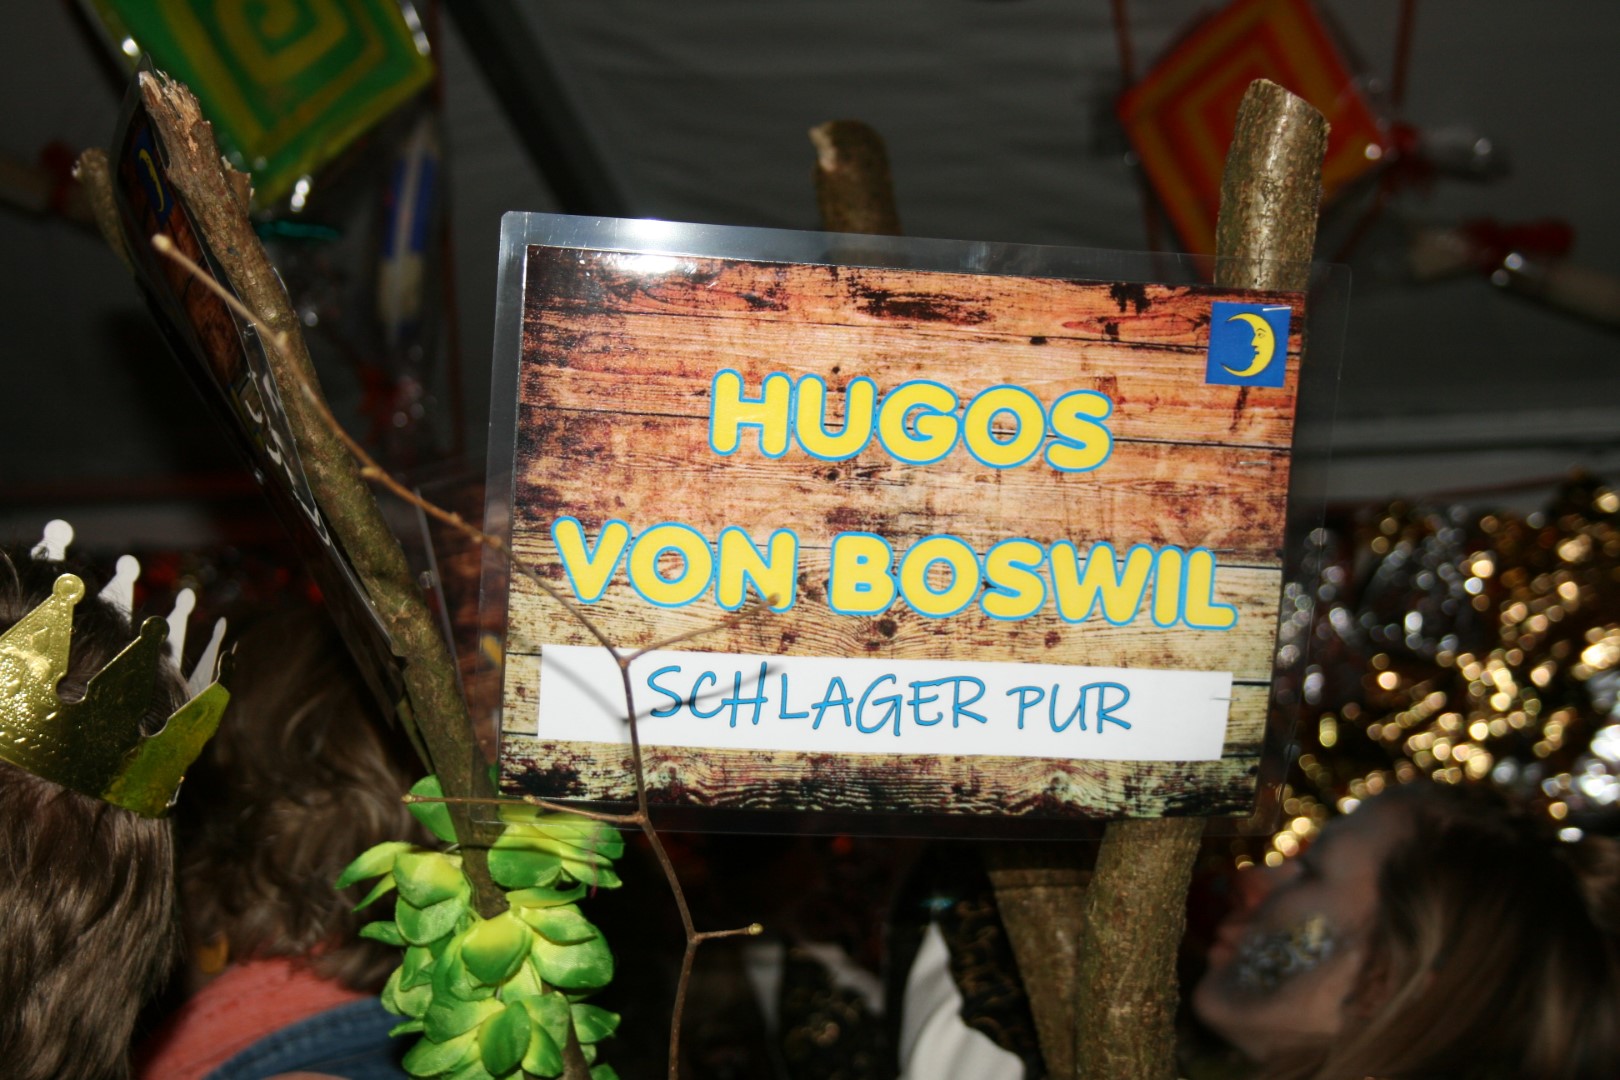 HUGOS
VON BOSWIL
SCHLAGER PUR